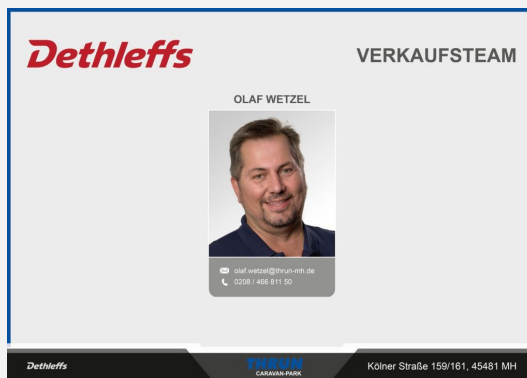 Dethleffs
VERKAUFSTEAM
OLAF WETZEL
olaf.wetzel@thrun-mh.de
0208 / 466 811 50
Dethleffs
THRUN
CARAVAN-PARK
Kölner Straße 159/161, 45481 MH